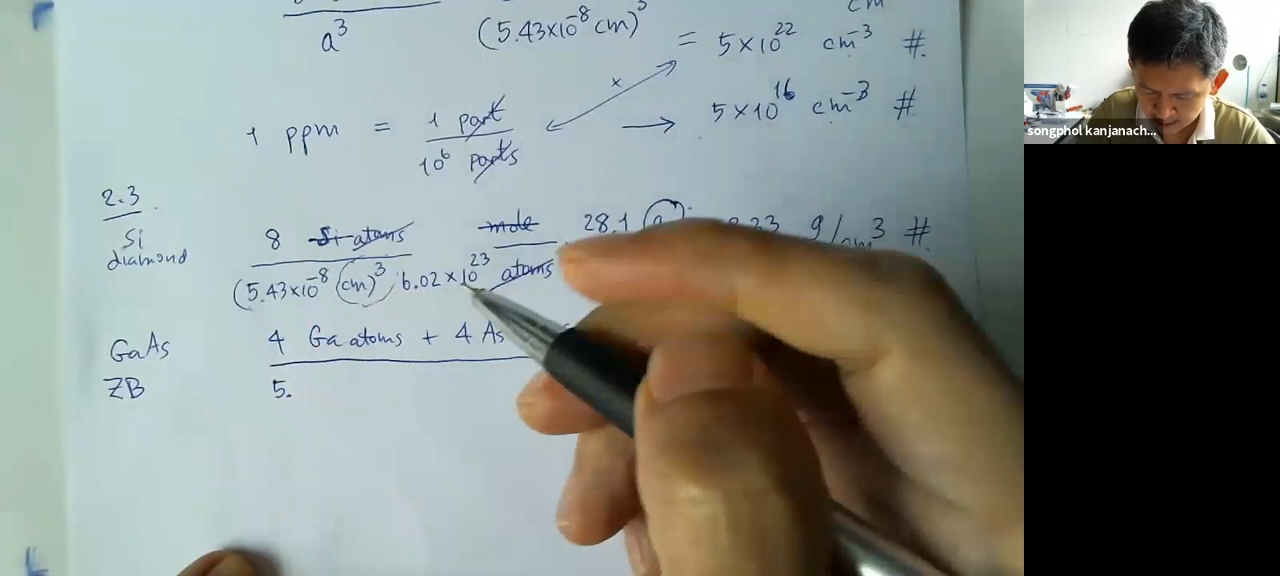 cm
a³ (5.43×10⁻⁸ cm)³ = 5×10²² cm⁻³ #
1 ppm = 1 part / 10⁶ parts → 5×10¹⁶ cm⁻³ #
x
2.3
Si
diamond
8 Si atoms mole 28.1 g/cm³ #
(5.43×10⁻⁸ (cm)³ 6.02×10²³ atoms
GaAs 4 Ga atoms + 4 As
ZB 5.
songphol kanjanach...